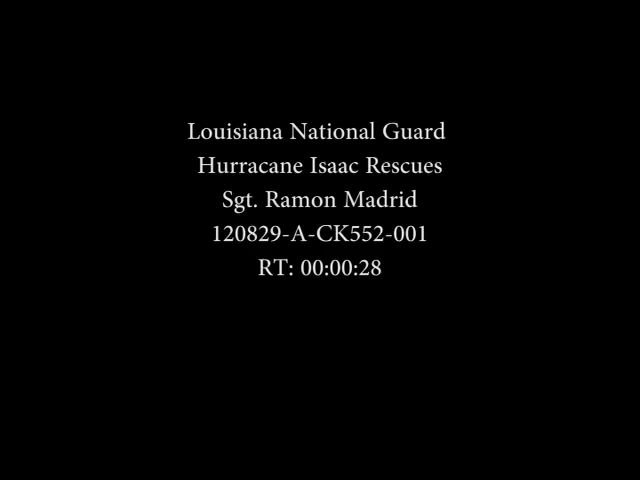 Louisiana National Guard
Hurracane Isaac Rescues
Sgt. Ramon Madrid
120829-A-CK552-001
RT: 00:00:28